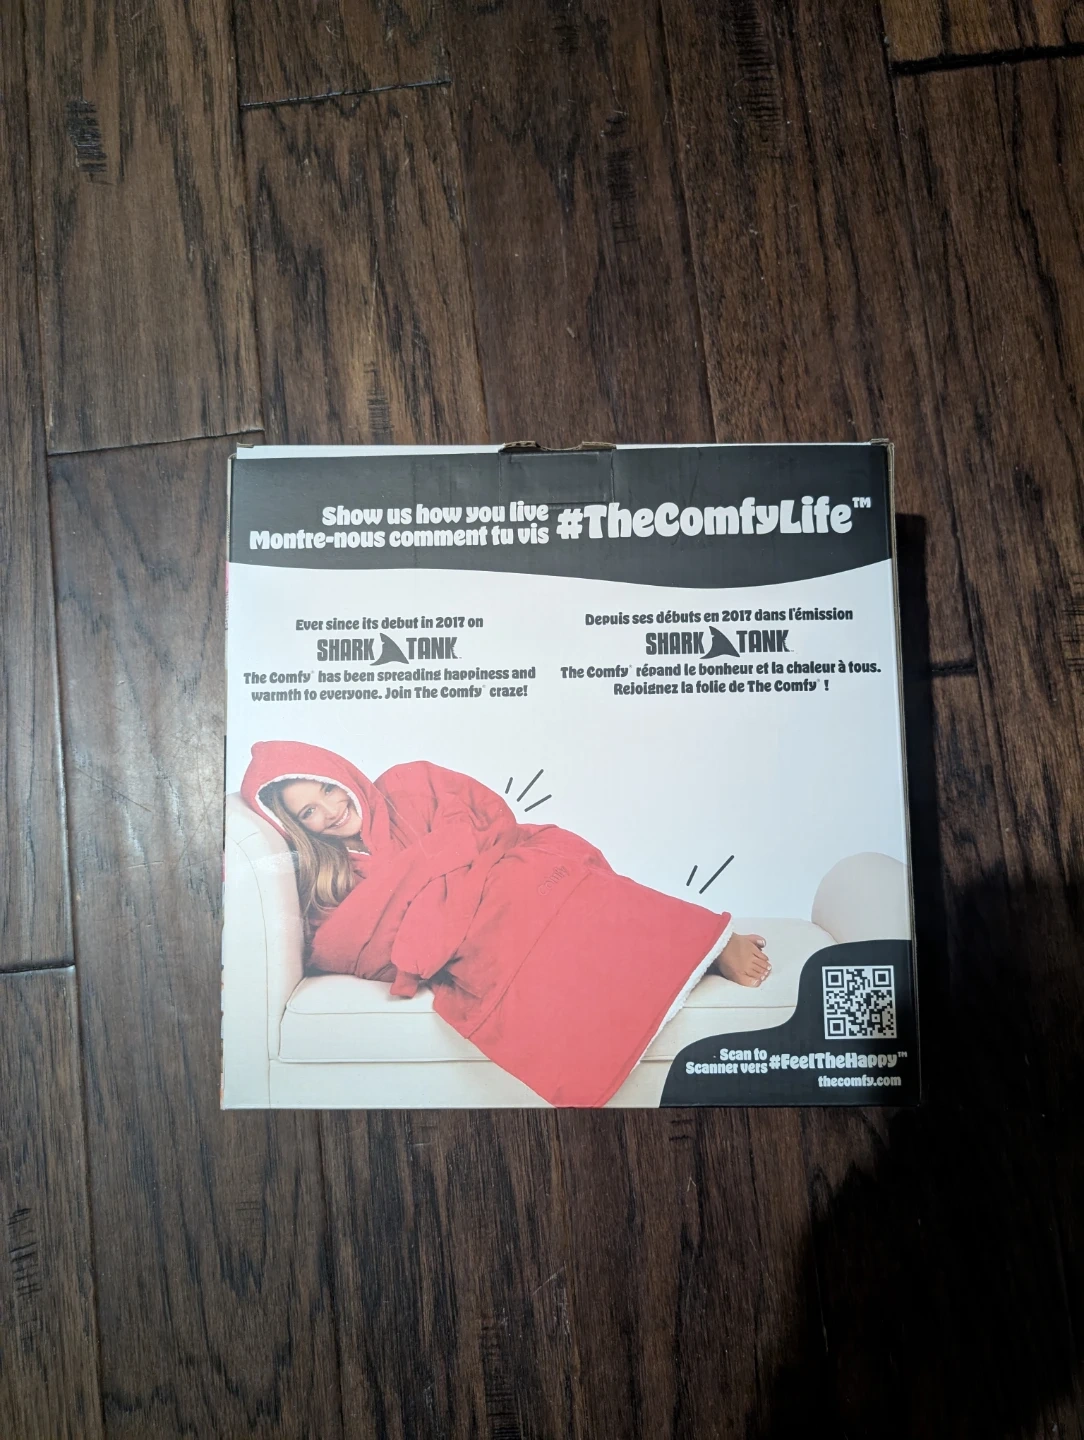 Show us how you live
Montre-nous comment tu vis
#TheComfyLife™
Ever since its debut in 2017 on
SHARK TANK
The Comfy® has been spreading happiness and
warmth to everyone. Join The Comfy® craze!
Depuis ses débuts en 2017 dans l'émission
SHARK TANK
The Comfy® répand le bonheur et la chaleur à tous.
Rejoignez la folie de The Comfy® !
Scan to
Scanner vers
#FeelTheHappy™
thecomfy.com